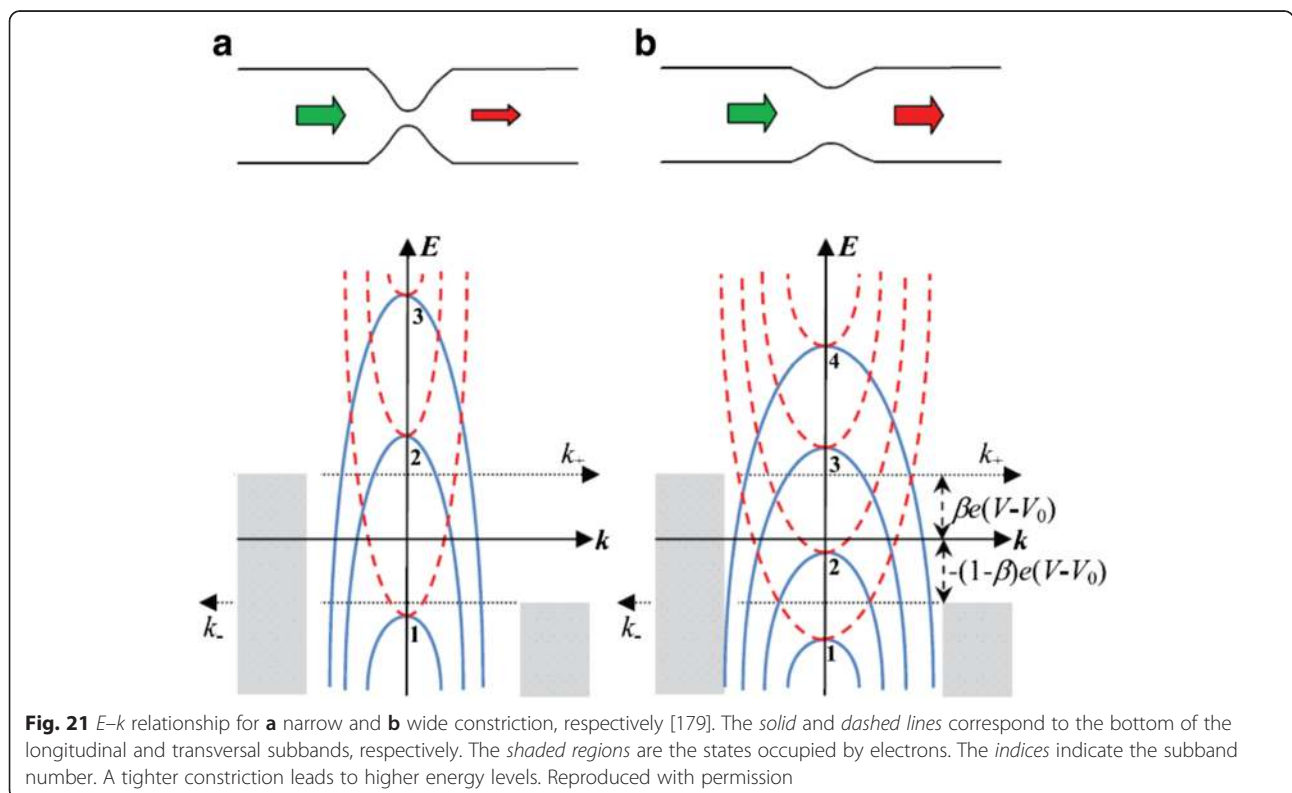 a
b
E
E
3
4
2
k+
3
k+
βe(V-V0)
k
2
k
-(1-β)e(V-V0)
k-
1
k-
1
Fig. 21 E–k relationship for a narrow and b wide constriction, respectively [179]. The solid and dashed lines correspond to the bottom of the
longitudinal and transversal subbands, respectively. The shaded regions are the states occupied by electrons. The indices indicate the subband
number. A tighter constriction leads to higher energy levels. Reproduced with permission